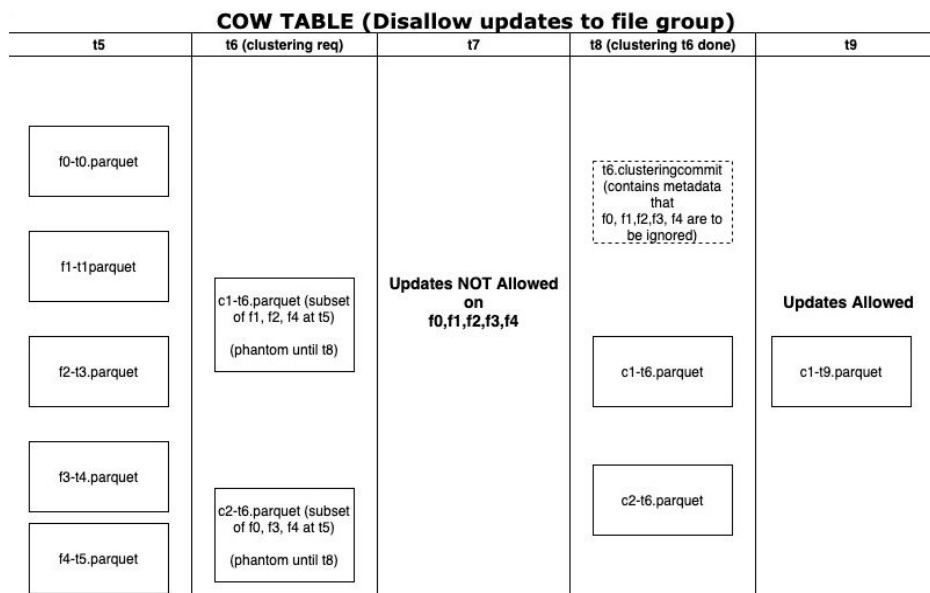 COW TABLE (Disallow updates to file group)
t5
t6 (clustering req)
t7
t8 (clustering t6 done)
t9
f0-t0.parquet
f1-t1parquet
f2-t3.parquet
f3-t4.parquet
f4-t5.parquet
c1-t6.parquet (subset
of f1, f2, f4 at t5)
(phantom until t8)
c2-t6.parquet (subset
of f0, f3, f4 at t5)
(phantom until t8)
Updates NOT Allowed
on
f0,f1,f2,f3,f4
t6.clusteringcommit
(contains metadata
that
f0, f1,f2,f3, f4 are to
be ignored)
c1-t6.parquet
c2-t6.parquet
Updates Allowed
c1-t9.parquet